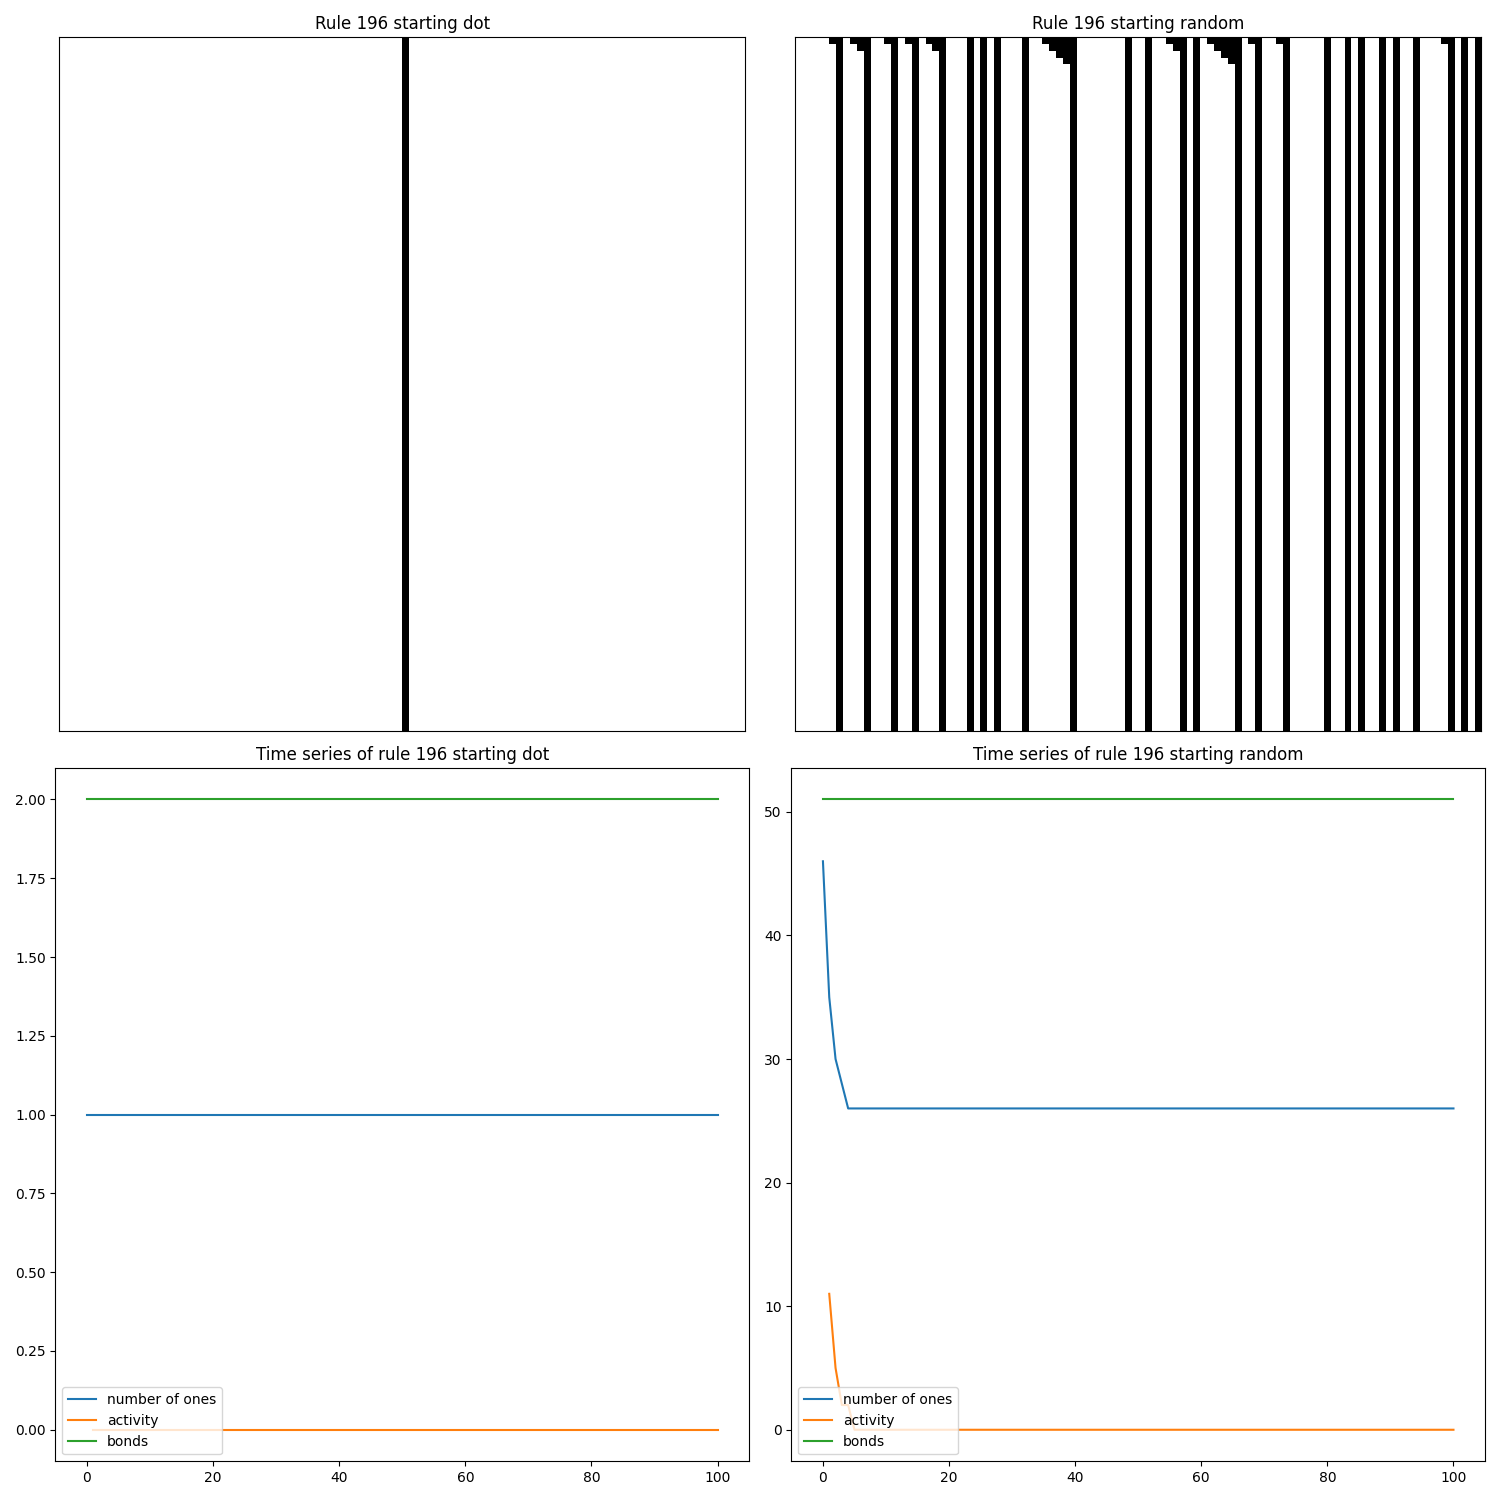 Rule 196 starting dot
Rule 196 starting random
Time series of rule 196 starting dot
2.00
1.75
1.50
1.25
1.00
0.75
0.50
0.25
0.00
number of ones
activity
bonds
0 20 40 60 80 100
Time series of rule 196 starting random
50
40
30
20
10
0
number of ones
activity
bonds
0 20 40 60 80 100